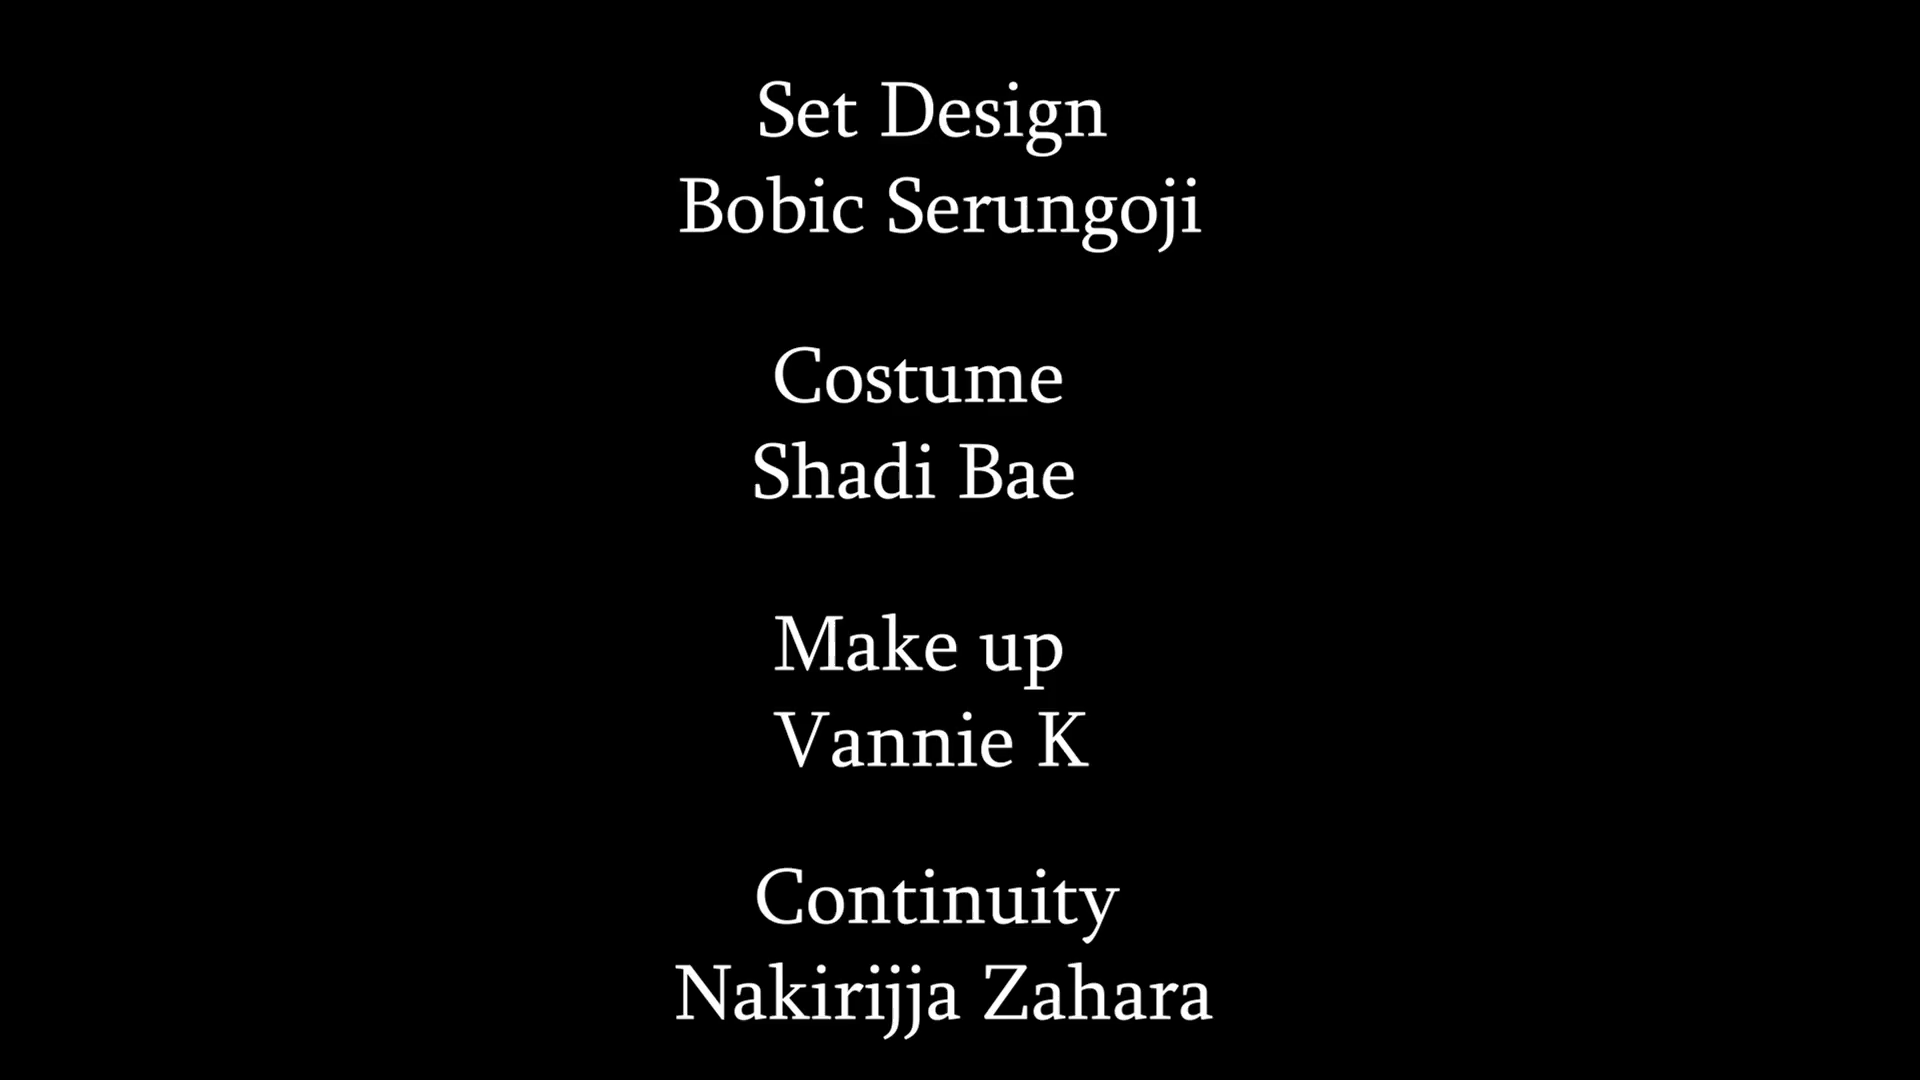 Set Design
Bobic Serungoji
Costume
Shadi Bae
Make up
Vannie K
Continuity
Nakirijja Zahara